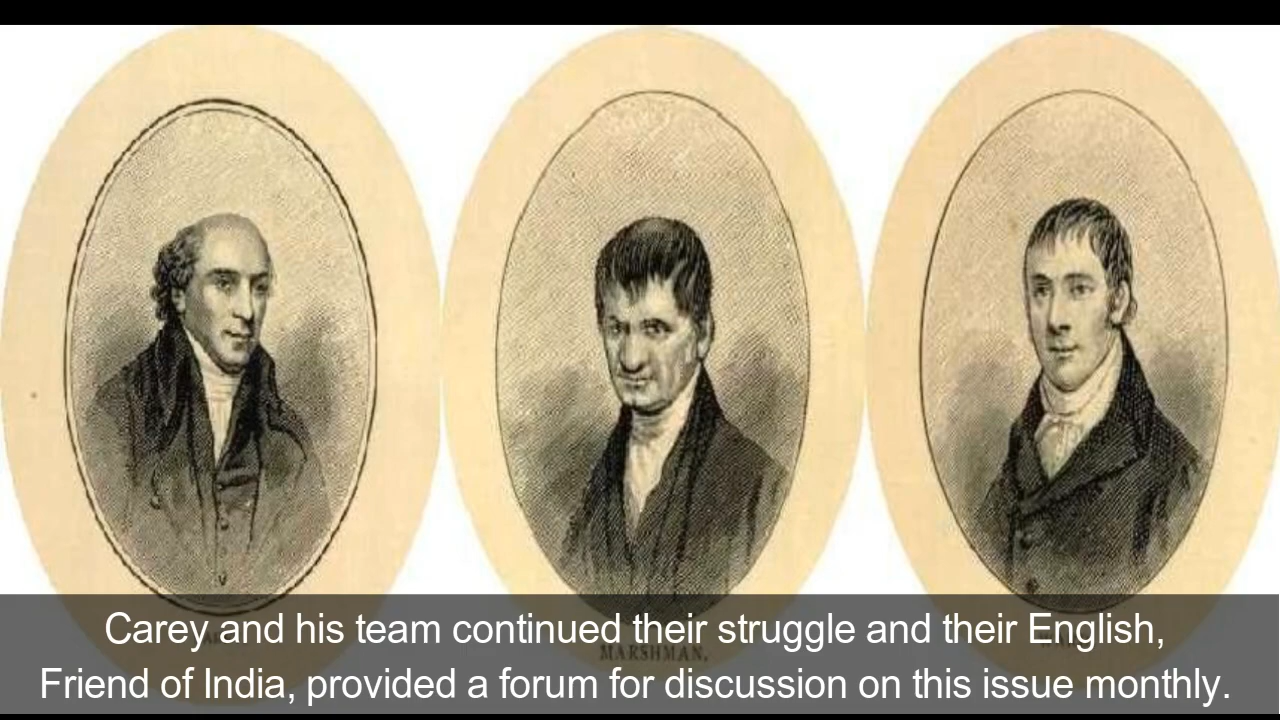 Carey and his team continued their struggle and their English,
MARSHMAN,
Friend of India, provided a forum for discussion on this issue monthly.